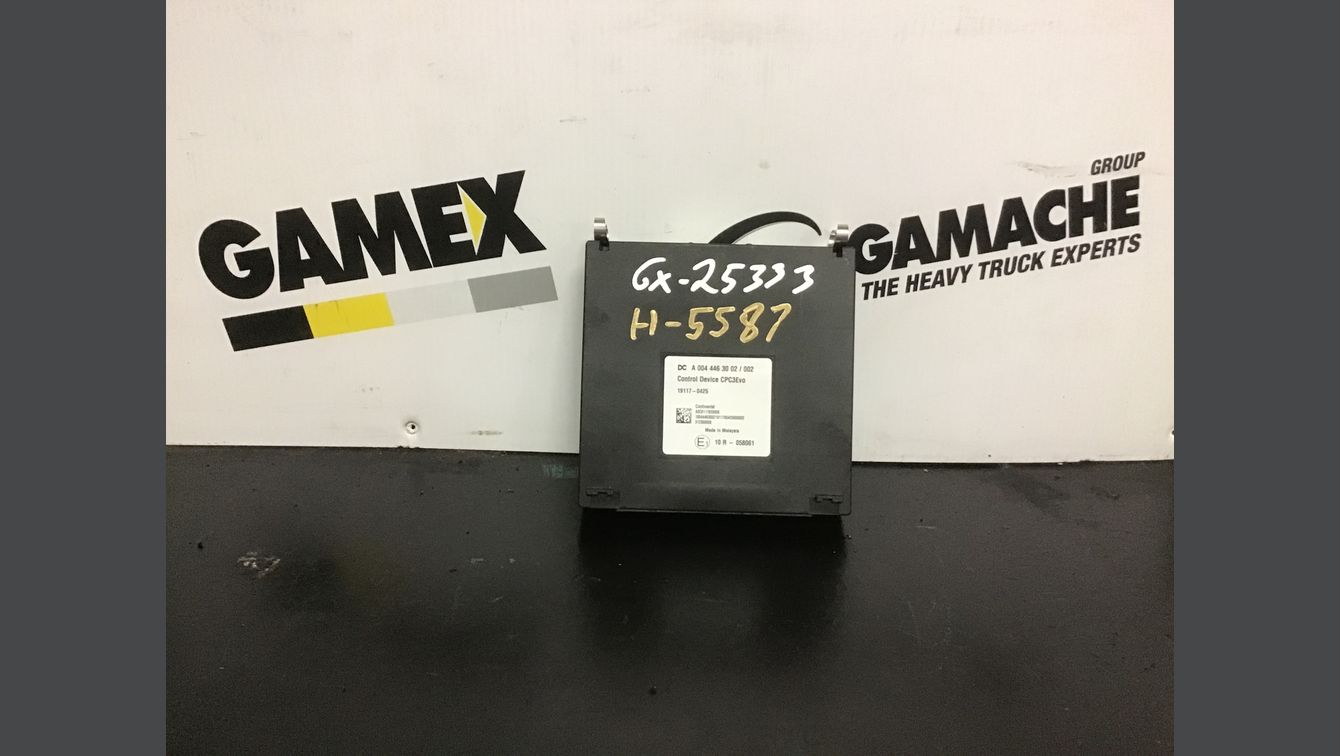 GAMEX
GROUP
GAMACHE
THE HEAVY TRUCK EXPERTS
GX-25333
H-5587
DC A 004 446 30 02 / 002
Control Device CPC3Evo
19117-0425
Continental
Made in Malaysia
E1 10 R - 058061